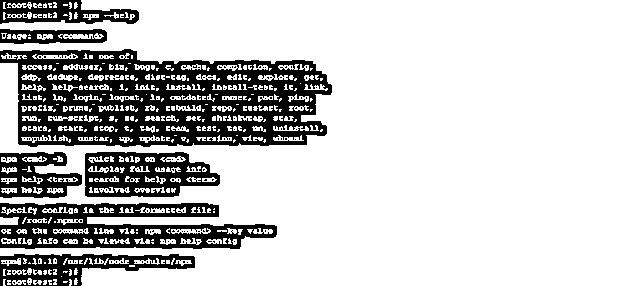 [root@test2 ~]#
[root@test2 ~]# npm --help
Usage: npm <command>
where <command> is one of:
access, adduser, bin, bugs, c, cache, completion, config,
ddp, dedupe, deprecate, dist-tag, docs, edit, explore, get,
help, help-search, i, init, install, install-test, it, link,
list, ln, login, logout, ls, outdated, owner, pack, ping,
prefix, prune, publish, rb, rebuild, repo, restart, root,
run, run-script, s, se, search, set, shrinkwrap, star,
stars, start, stop, t, tag, team, test, tst, un, uninstall,
unpublish, unstar, up, update, v, version, view, whoami
npm <cmd> -h quick help on <cmd>
npm -l display full usage info
npm help <term> search for help on <term>
npm help npm involved overview
Specify configs in the ini-formatted file:
/root/.npmrc
or on the command line via: npm <command> --key value
Config info can be viewed via: npm help config
npm@3.10.10 /usr/lib/node_modules/npm
[root@test2 ~]#
[root@test2 ~]#